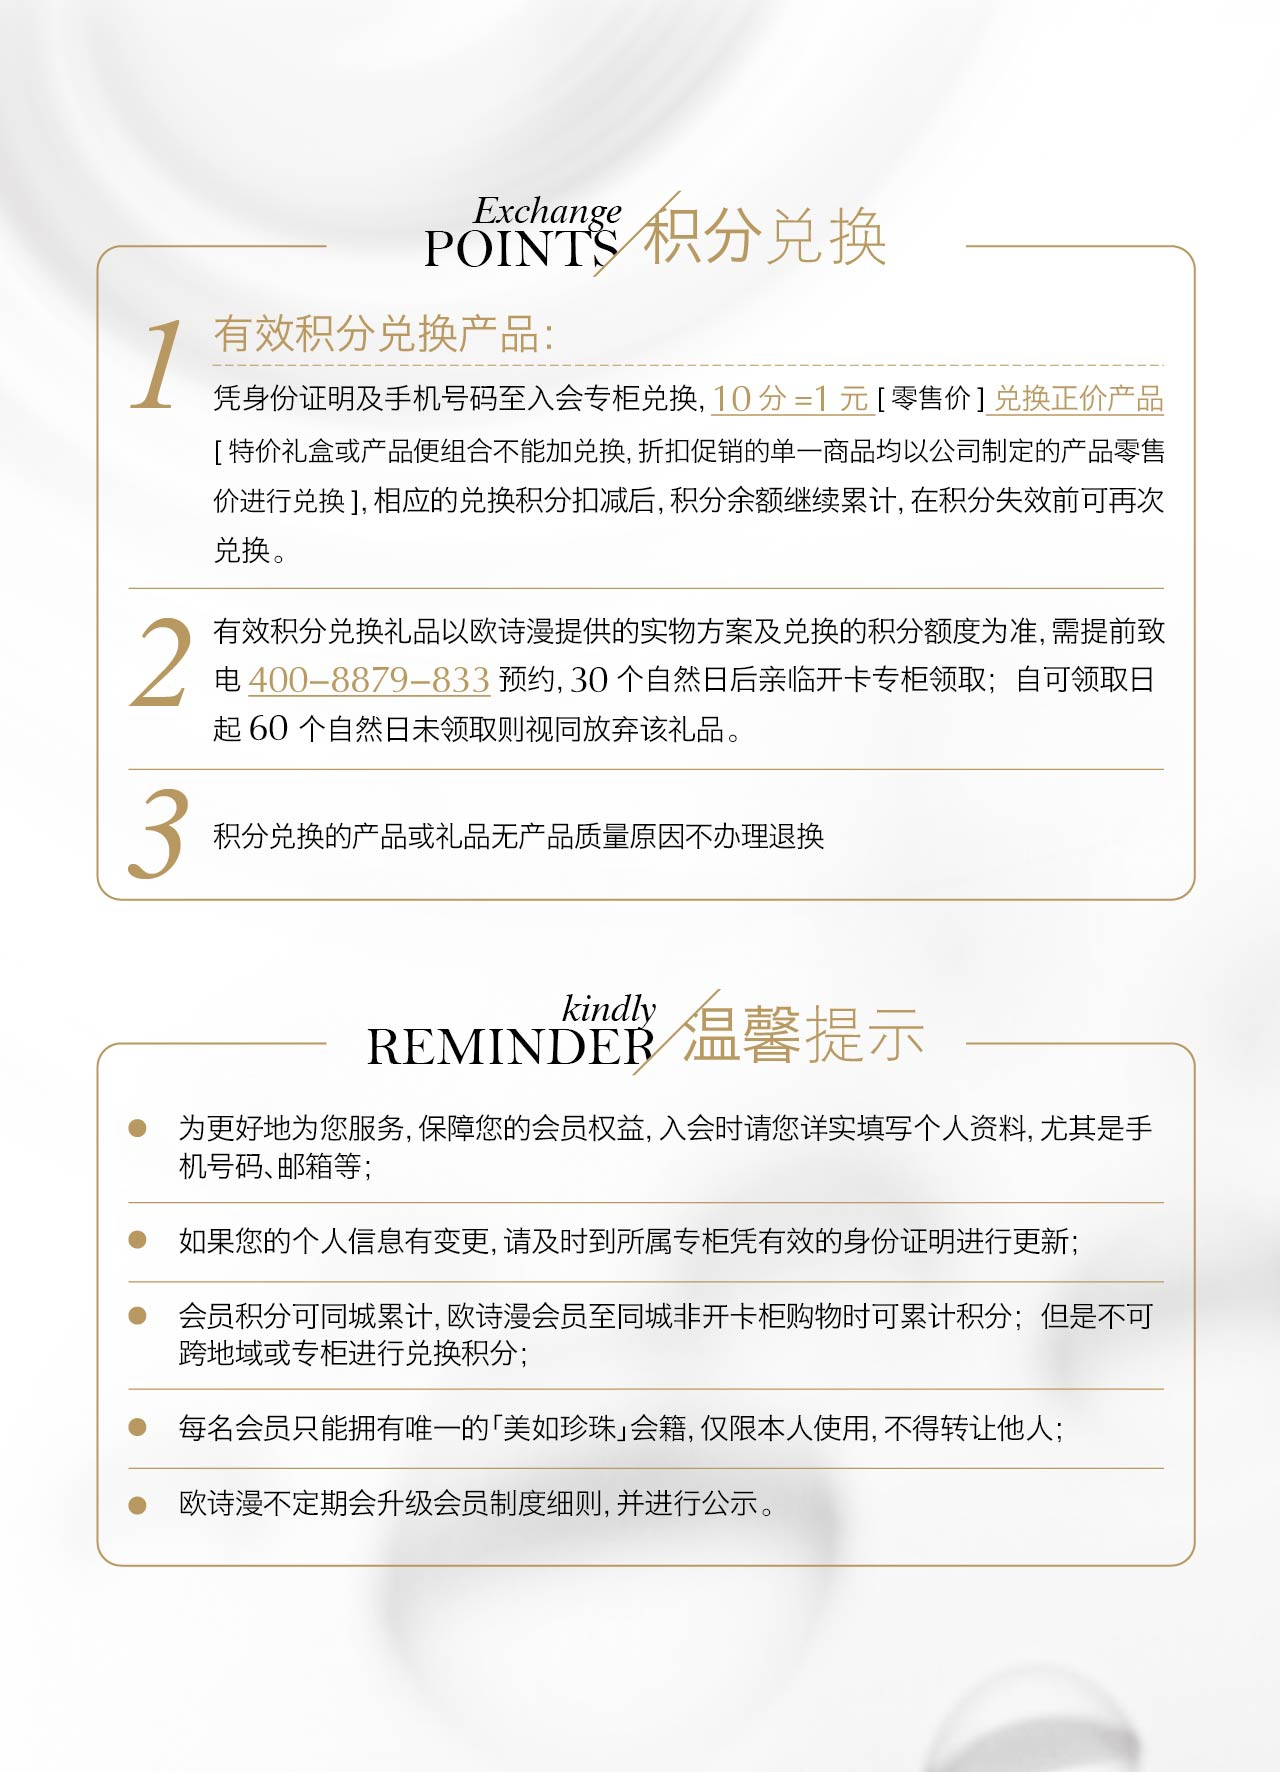 Exchange
POINTS
积分兑换
1
有效积分兑换产品：
凭身份证明及手机号码至入会专柜兑换, 10分=1元 [ 零售价 ] 兑换正价产品
[ 特价礼盒或产品便组合不能加兑换, 折扣促销的单一商品均以公司制定的产品零售
价进行兑换 ], 相应的兑换积分扣减后, 积分余额继续累计, 在积分失效前可再次
兑换。
2
有效积分兑换礼品以欧诗漫提供的实物方案及兑换的积分额度为准, 需提前致
电 400-8879-833 预约, 30 个自然日后亲临开卡专柜领取； 自可领取日
起 60 个自然日未领取则视同放弃该礼品。
3
积分兑换的产品或礼品无产品质量原因不办理退换
kindly
REMINDER
温馨提示
为更好地为您服务, 保障您的会员权益, 入会时请您详实填写个人资料, 尤其是手
机号码、邮箱等；
如果您的个人信息有变更, 请及时到所属专柜凭有效的身份证明进行更新；
会员积分可同城累计, 欧诗漫会员至同城非开卡柜购物时可累计积分； 但是不可
跨地域或专柜进行兑换积分；
每名会员只能拥有唯一的「美如珍珠」会籍, 仅限本人使用, 不得转让他人；
欧诗漫不定期会升级会员制度细则, 并进行公示。